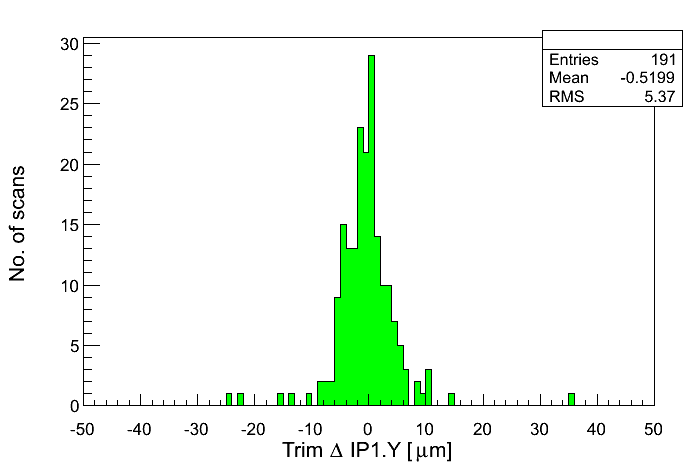 30
25
20
15
10
5
0
No. of scans
Entries 191
Mean -0.5199
RMS 5.37
-50 -40 -30 -20 -10 0 10 20 30 40 50
Trim Δ IP1.Y [μm]